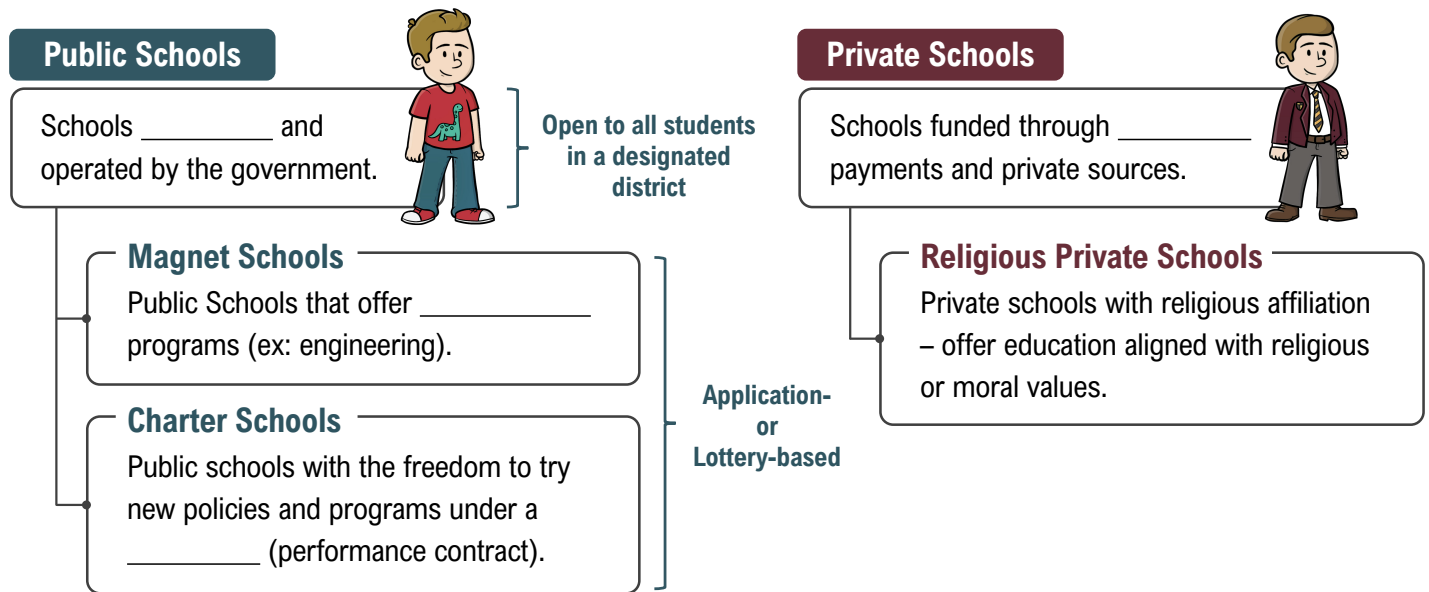 Public Schools
Schools _________ and
operated by the government.
Open to all students
in a designated
district
Magnet Schools
Public Schools that offer ____________
programs (ex: engineering).
Charter Schools
Public schools with the freedom to try
new policies and programs under a
_________ (performance contract).
Application-
or
Lottery-based
Private Schools
Schools funded through _________
payments and private sources.
Religious Private Schools
Private schools with religious affiliation
– offer education aligned with religious
or moral values.